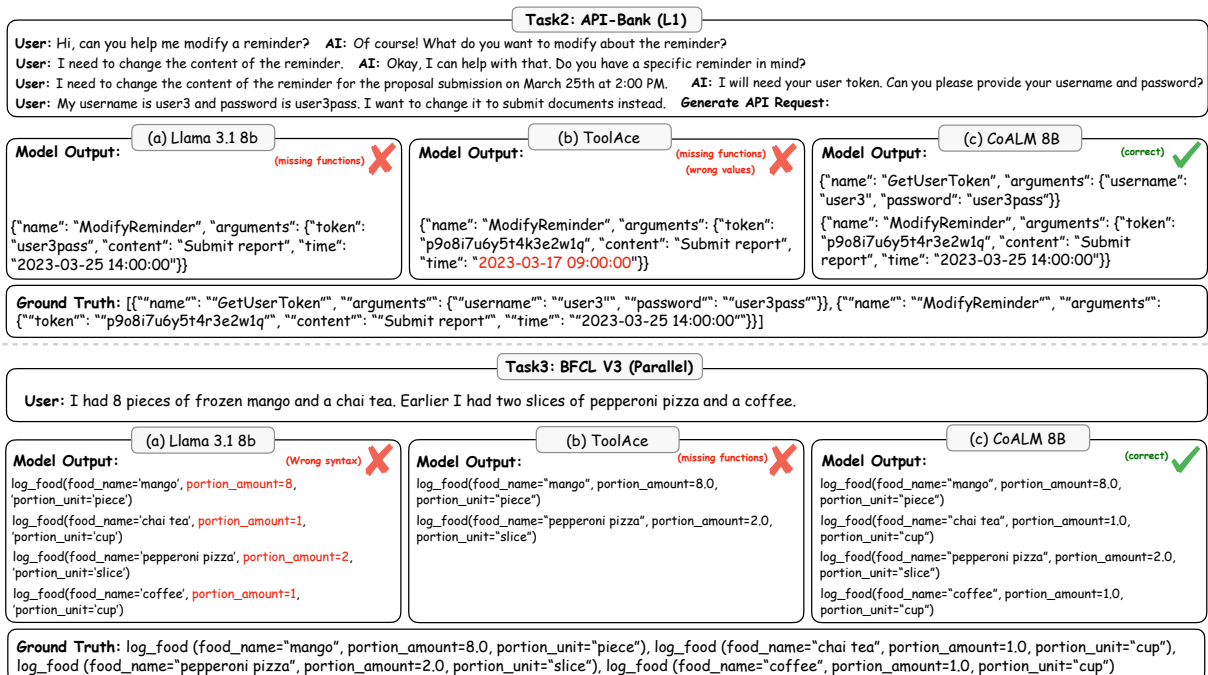 Task2: API-Bank (L1)
User: Hi, can you help me modify a reminder? AI: Of course! What do you want to modify about the reminder?
User: I need to change the content of the reminder. AI: Okay, I can help with that. Do you have a specific reminder in mind?
User: I need to change the content of the reminder for the proposal submission on March 25th at 2:00 PM. AI: I will need your user token. Can you please provide your username and password?
User: My username is user3 and password is user3pass. I want to change it to submit documents instead. Generate API Request:
(a) Llama 3.1 8b
Model Output:
(missing functions)
{“name”: “ModifyReminder”, “arguments”: {“token”:
“user3pass”, “content”: “Submit report”, “time”:
“2023-03-25 14:00:00"}}
(b) ToolAce
Model Output:
(missing functions)
(wrong values)
{“name”: “ModifyReminder”, “arguments”: {“token”:
“p9o8i7u6y5t4k3e2w1q”, “content”: “Submit report”,
“time”: “2023-03-17 09:00:00"}}
(c) CoALM 8B
Model Output:
(correct)
{“name”: “GetUserToken”, “arguments”: {“username”:
“user3", “password”: “user3pass”}}
{“name”: “ModifyReminder”, “arguments”: {“token”:
“p9o8i7u6y5t4r3e2w1q”, “content”: “Submit
report”, “time”: “2023-03-25 14:00:00"}}
Ground Truth: [{“"name"“: “"GetUserToken"“, “"arguments"“: {“"username"“: “"user3"“, “"password"“: “"user3pass"“}}, {“"name"“: “"ModifyReminder"“, “"arguments"“:
{“"token"“: “"p9o8i7u6y5t4r3e2w1q"“, “"content"“: “"Submit report"“, “"time"“: “"2023-03-25 14:00:00"“}}]
Task3: BFCL V3 (Parallel)
User: I had 8 pieces of frozen mango and a chai tea. Earlier I had two slices of pepperoni pizza and a coffee.
(a) Llama 3.1 8b
Model Output:
(Wrong syntax)
log_food(food_name=‘mango’, portion_amount=8,
‘portion_unit=‘piece’)
log_food(food_name=‘chai tea’, portion_amount=1,
‘portion_unit=‘cup’)
log_food(food_name=‘pepperoni pizza’, portion_amount=2,
‘portion_unit=‘slice’)
log_food(food_name=‘coffee’, portion_amount=1,
‘portion_unit=‘cup’)
(b) ToolAce
Model Output:
(missing functions)
log_food(food_name=“mango”, portion_amount=8.0,
portion_unit=“piece”)
log_food(food_name=“pepperoni pizza”, portion_amount=2.0,
portion_unit=“slice”)
(c) CoALM 8B
Model Output:
(correct)
log_food(food_name=“mango”, portion_amount=8.0,
portion_unit=“piece”)
log_food(food_name=“chai tea”, portion_amount=1.0,
portion_unit=“cup”)
log_food(food_name=“pepperoni pizza”, portion_amount=2.0,
portion_unit=“slice”)
log_food(food_name=“coffee”, portion_amount=1.0,
portion_unit=“cup”)
Ground Truth: log_food (food_name=“mango”, portion_amount=8.0, portion_unit=“piece”), log_food (food_name=“chai tea”, portion_amount=1.0, portion_unit=“cup”),
log_food (food_name=“pepperoni pizza”, portion_amount=2.0, portion_unit=“slice”), log_food (food_name=“coffee”, portion_amount=1.0, portion_unit=“cup”)